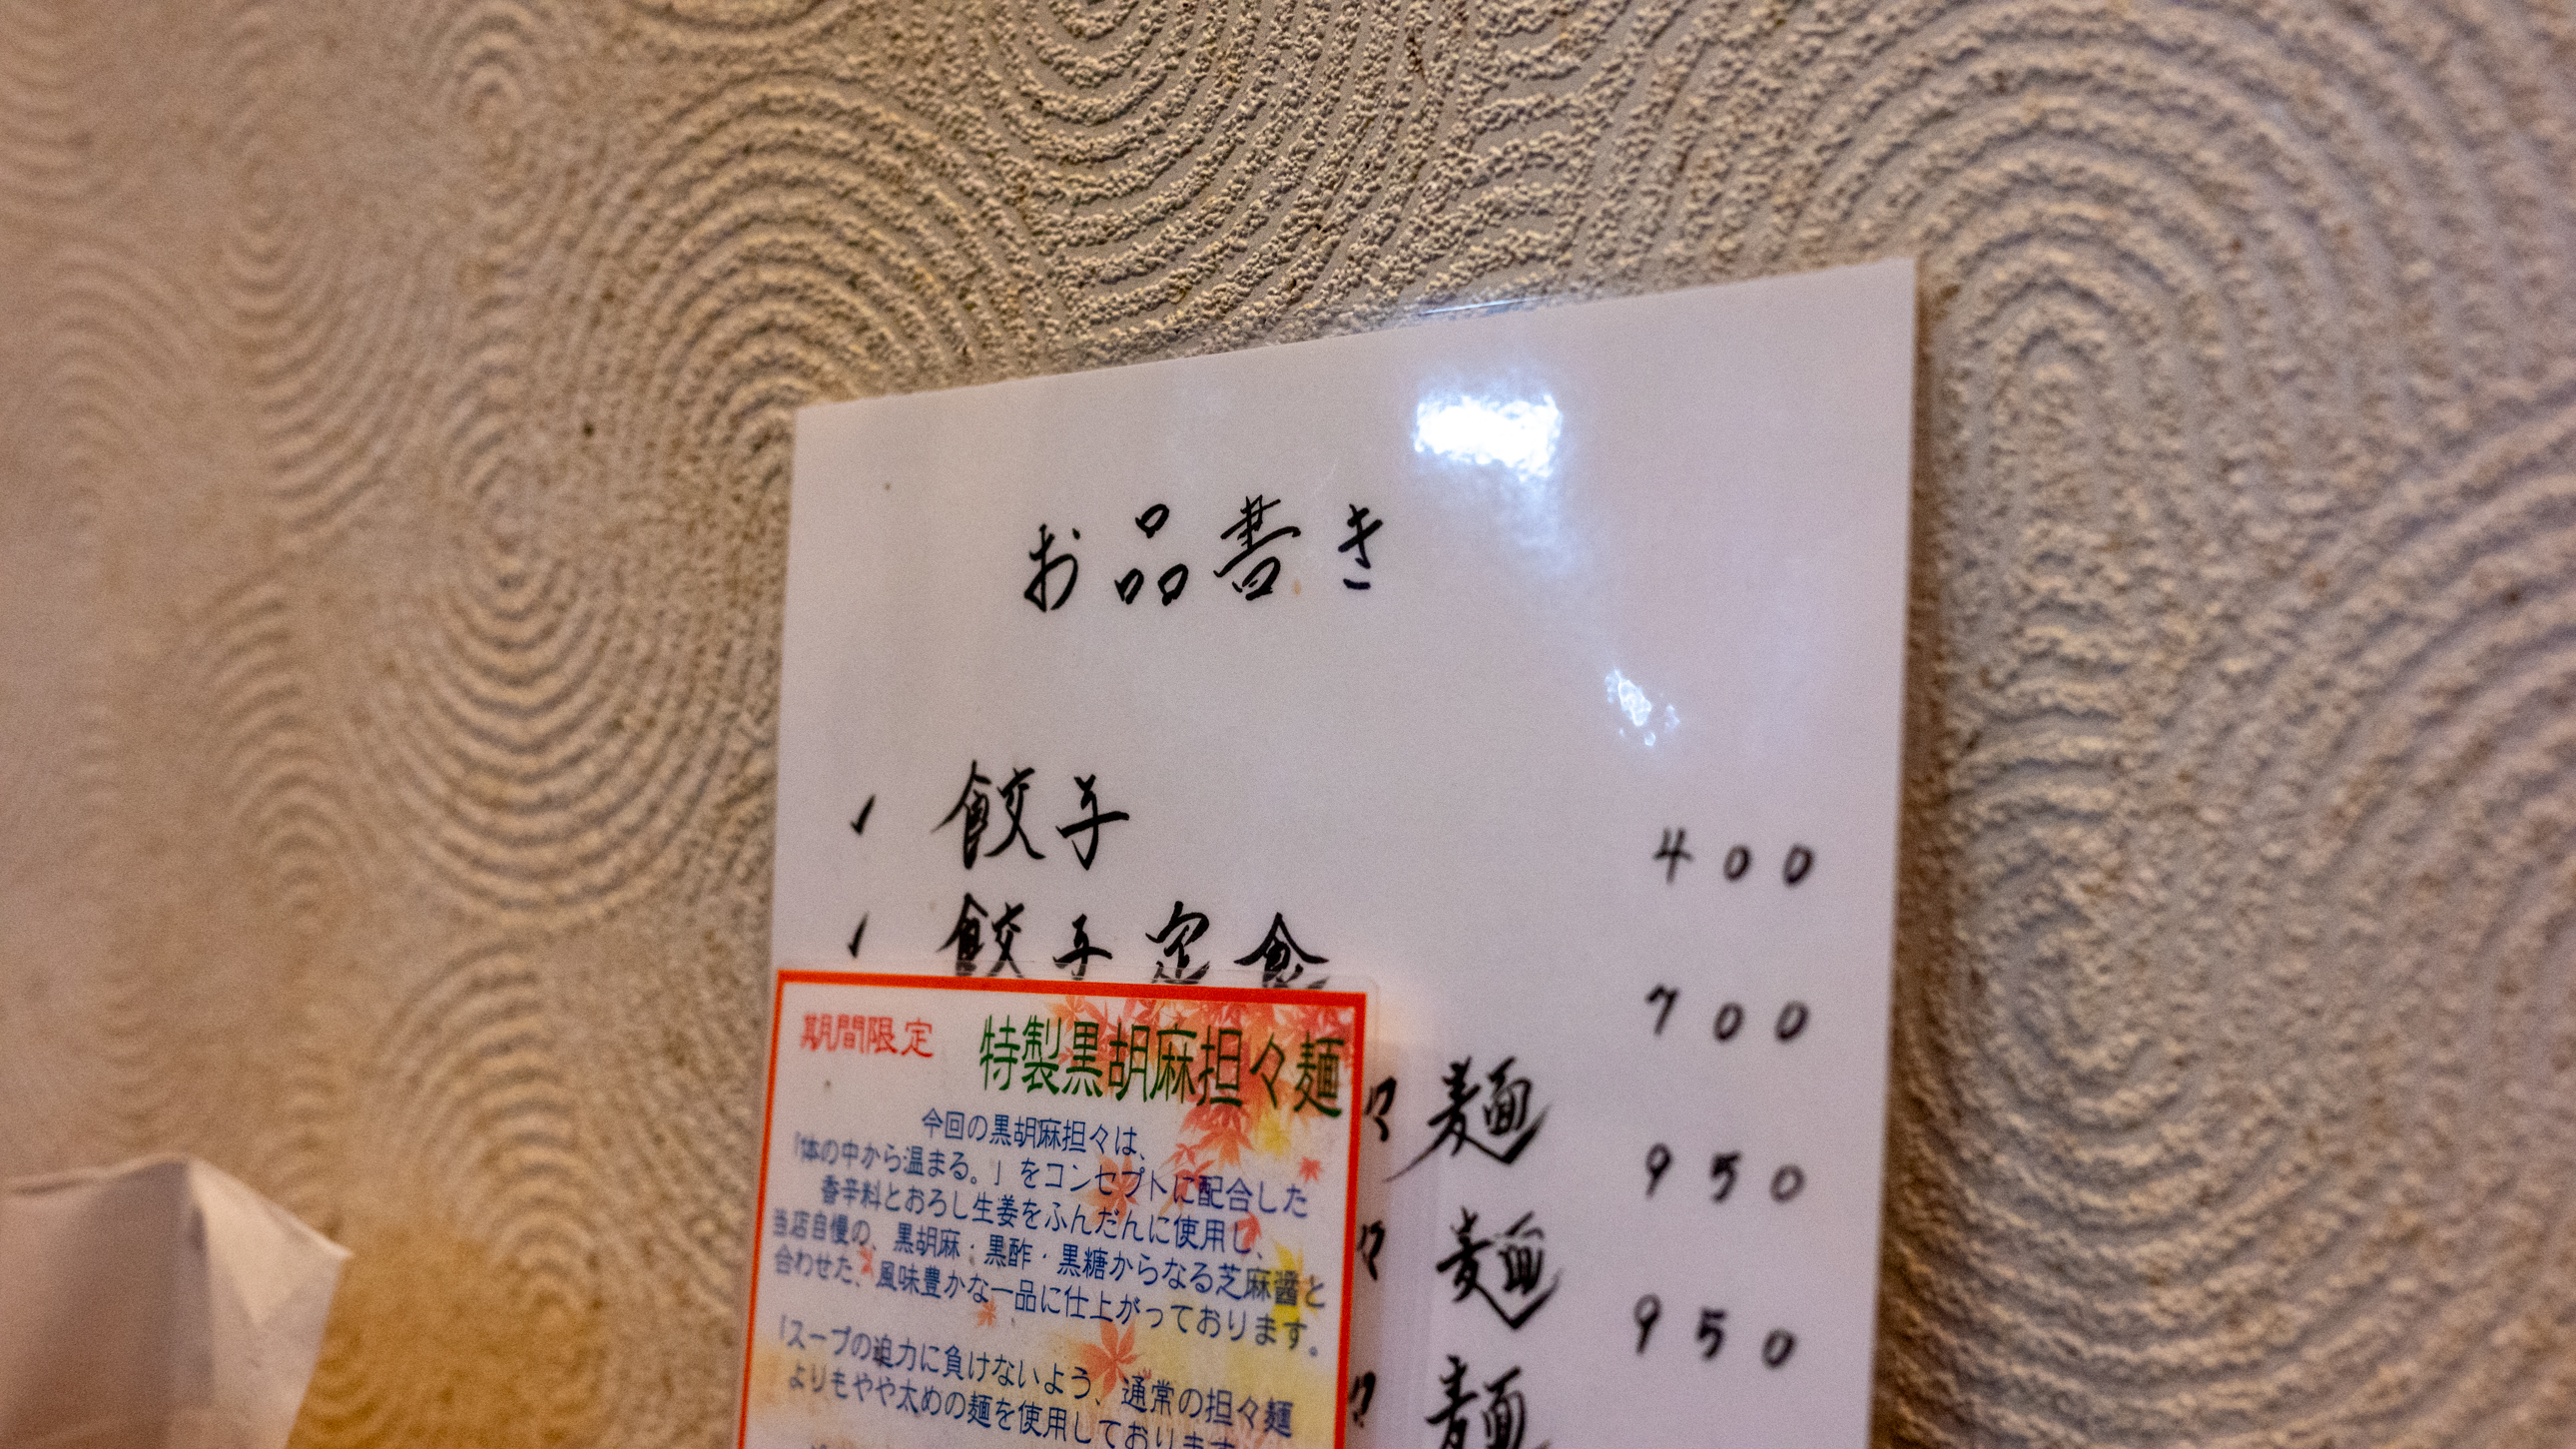 お品書き
餃子 400
餃子定食 700
々麺 950
々麺 950
々麺
期間限定 特製黒胡麻担々麺
今回の黒胡麻担々は、
「体の中から温まる。」をコンセプトに配合した
香辛料とおろし生姜をふんだんに使用し、
当店自慢の、黒胡麻・黒酢・黒糖からなる芝麻醤と
合わせた、風味豊かな一品に仕上がっております。
「スープの迫力に負けないよう、通常の担々麺
よりもやや太めの麺を使用しております